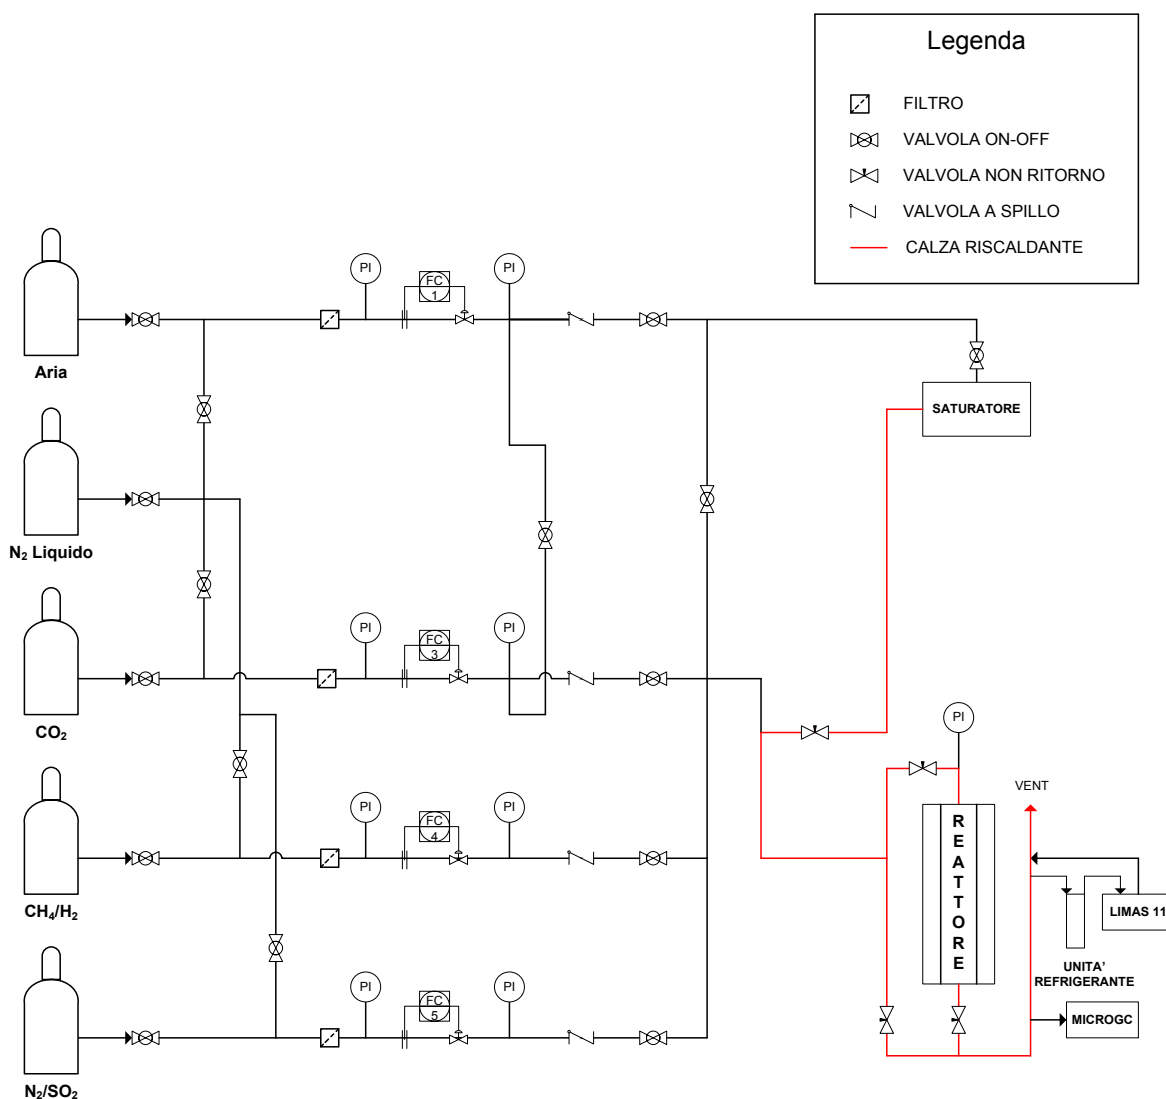 Legenda
FILTRO
VALVOLA ON-OFF
VALVOLA NON RITORNO
VALVOLA A SPILLO
CALZA RISCALDANTE
PI
FC
1
PI
Aria
SATURATORE
N₂ Liquido
PI
FC
3
PI
CO₂
PI
VENT
PI
FC
4
PI
REATTORE
CH₄/H₂
LIMAS 11
UNITA'
REFRIGERANTE
PI
FC
5
PI
MICROGC
N₂/SO₂